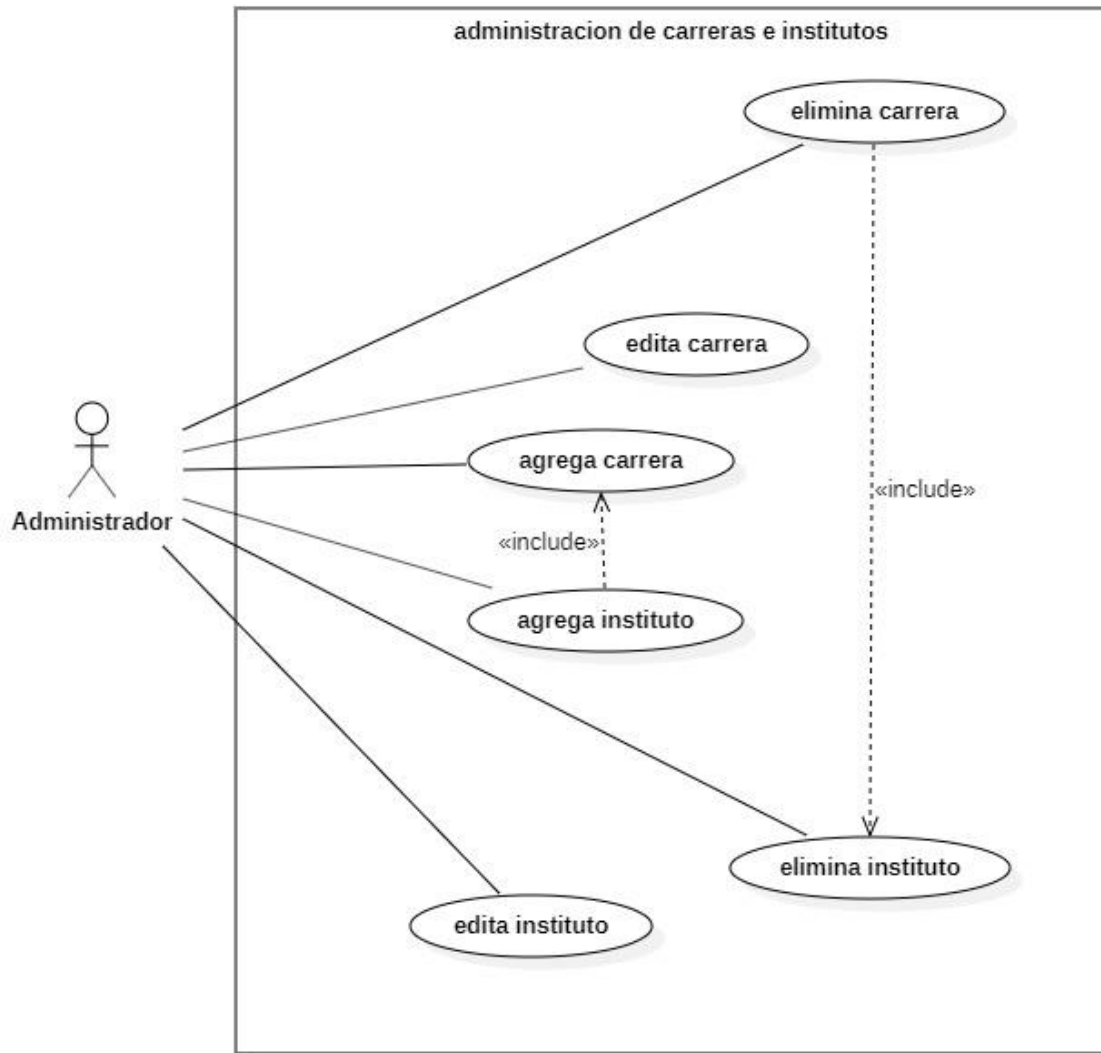 administracion de carreras e institutos
elimina carrera
edita carrera
agrega carrera
«include»
«include»
Administrador
agrega instituto
elimina instituto
edita instituto